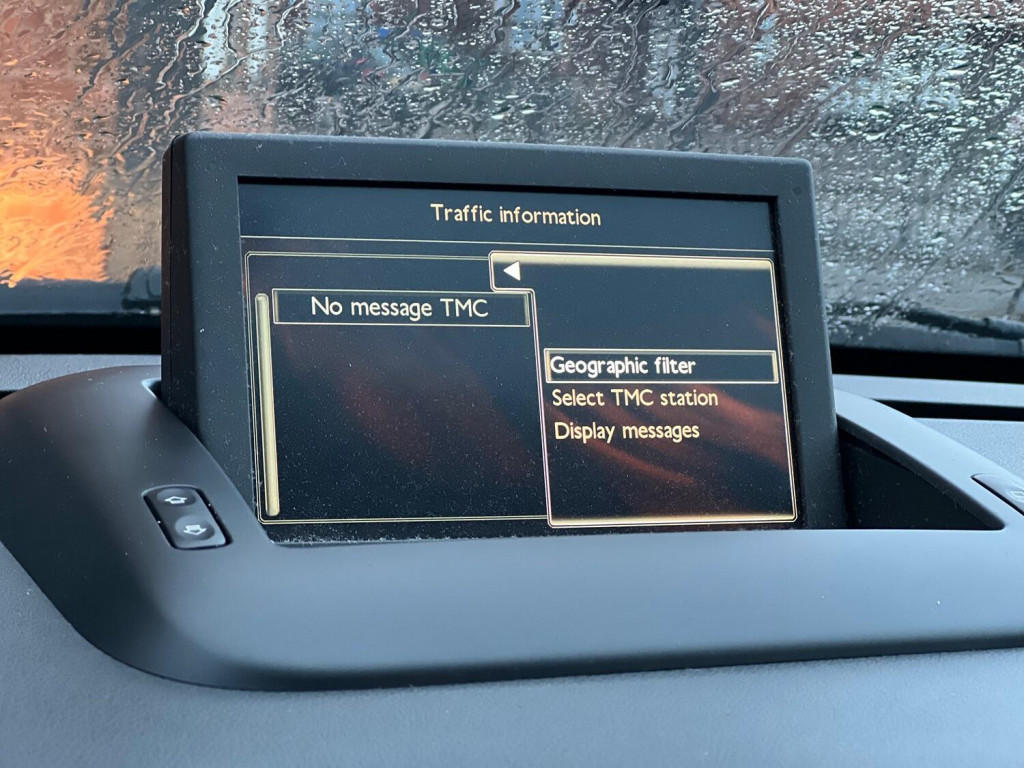 Traffic information
No message TMC
Geographic filter
Select TMC station
Display messages